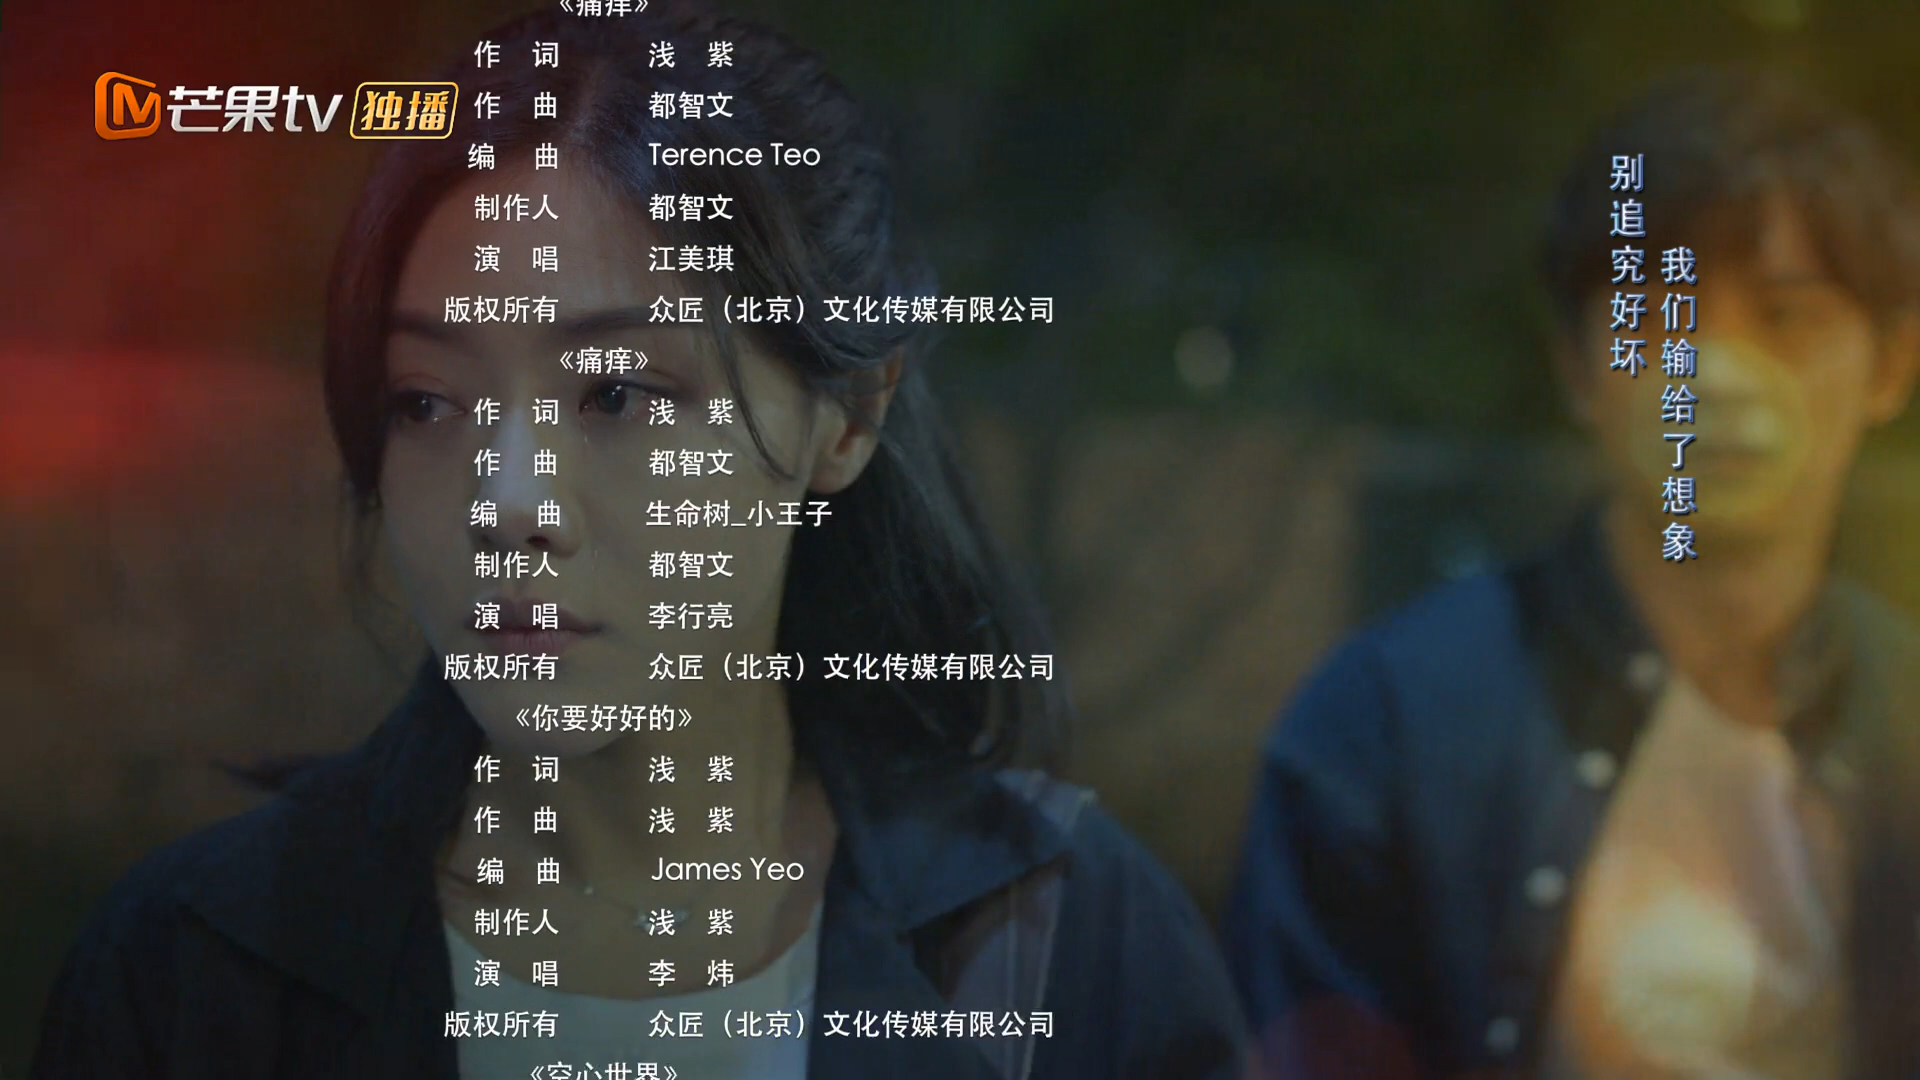 《痛痒》
作 词 浅 紫
芒果tv 独播
作 曲 都智文
编 曲 Terence Teo
制作人 都智文
演 唱 江美琪
版权所有 众匠（北京）文化传媒有限公司
《痛痒》
作 词 浅 紫
作 曲 都智文
编 曲 生命树_小王子
制作人 都智文
演 唱 李行亮
版权所有 众匠（北京）文化传媒有限公司
《你要好好的》
作 词 浅 紫
作 曲 浅 紫
编 曲 James Yeo
制作人 浅 紫
演 唱 李 炜
版权所有 众匠（北京）文化传媒有限公司
《空心世界》
别追究好坏
我们输给了想象